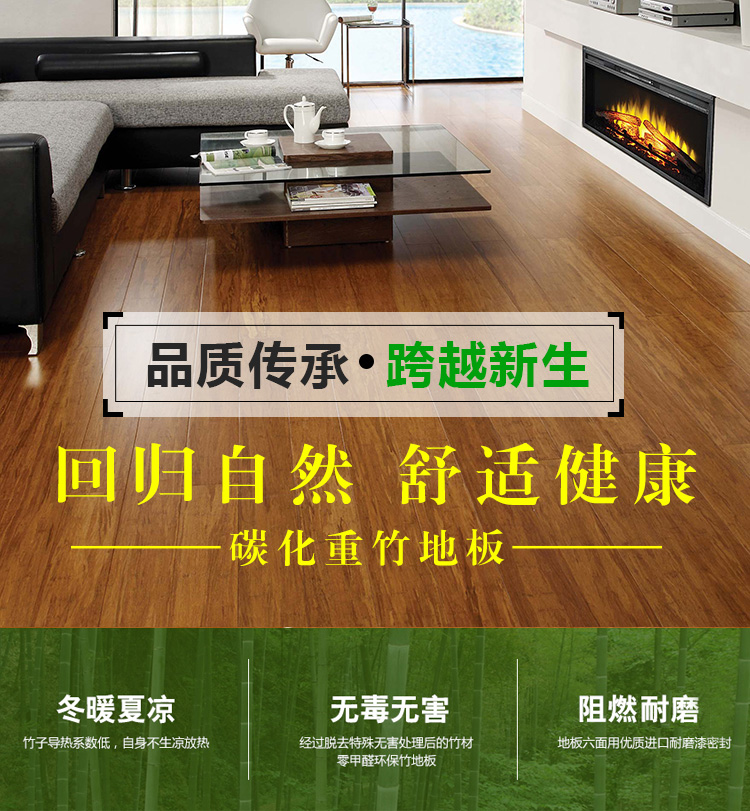 品质传承·跨越新生
回归自然 舒适健康
碳化重竹地板
冬暖夏凉
竹子导热系数低，自身不生凉放热
无毒无害
经过脱去特殊无害处理后的竹材
零甲醛环保竹地板
阻燃耐磨
地板六面用优质进口耐磨漆密封